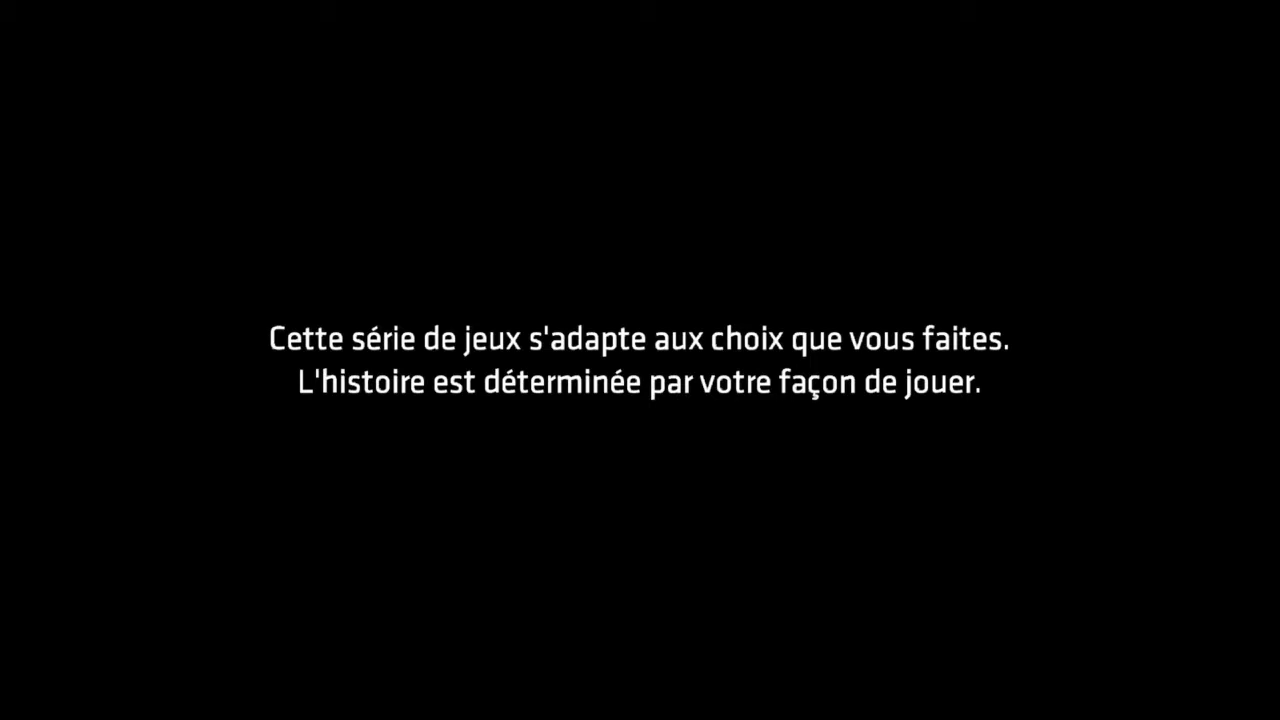 Cette série de jeux s'adapte aux choix que vous faites.
L'histoire est déterminée par votre façon de jouer.